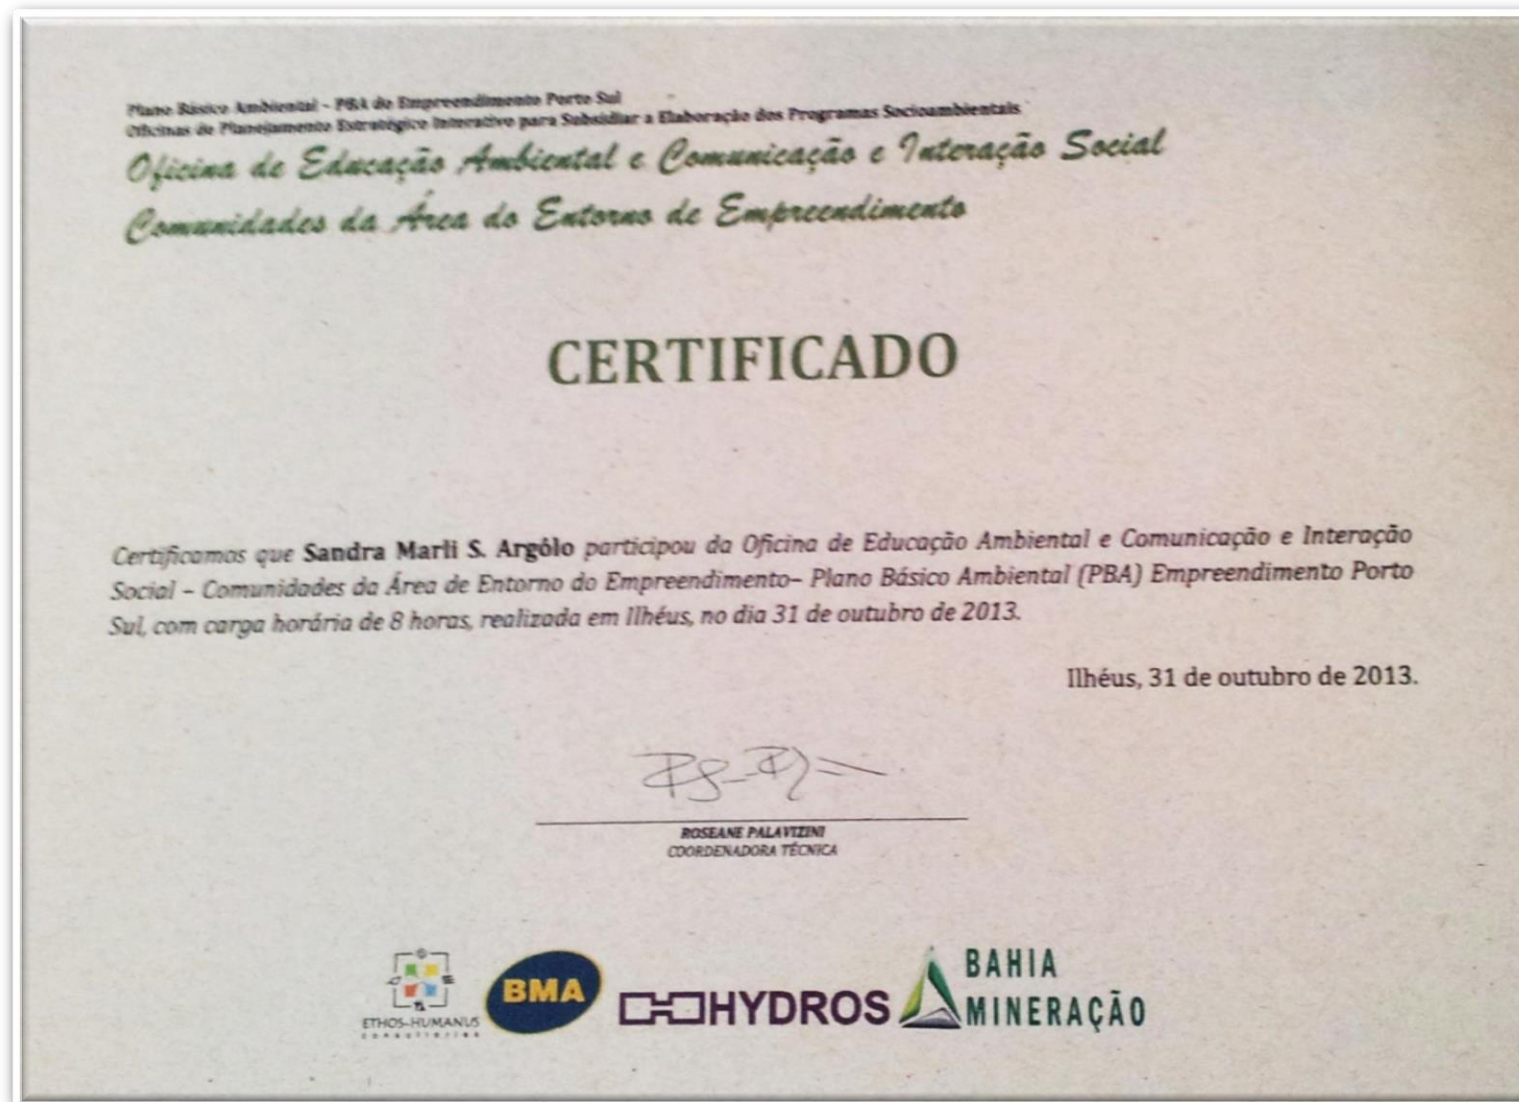 Plano Básico Ambiental – PBA do Empreendimento Porto Sul
Oficinas de Planejamento Estratégico Interativo para Subsidiar a Elaboração dos Programas Socioambientais
Oficina de Educação Ambiental e Comunicação e Interação Social
Comunidades da Área do Entorno de Empreendimento
CERTIFICADO
Certificamos que Sandra Marli S. Argôlo participou da Oficina de Educação Ambiental e Comunicação e Interação
Social – Comunidades da Área de Entorno do Empreendimento– Plano Básico Ambiental (PBA) Empreendimento Porto
Sul, com carga horária de 8 horas, realizada em Ilhéus, no dia 31 de outubro de 2013.
Ilhéus, 31 de outubro de 2013.
ROSEANE PALAVIZINI
COORDENADORA TÉCNICA
ETHOS-HUMANUS
BMA
HYDROS
BAHIA
MINERAÇÃO